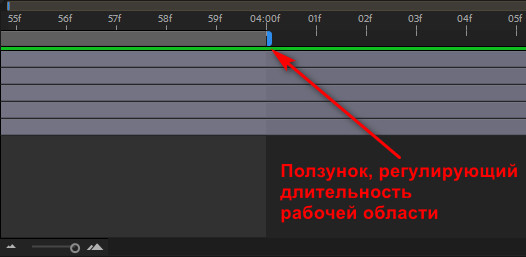 55f 56f 57f 58f 59f 04:00f 01f 02f 03f 04f 05f
Ползунок, регулирующий
длительность
рабочей области